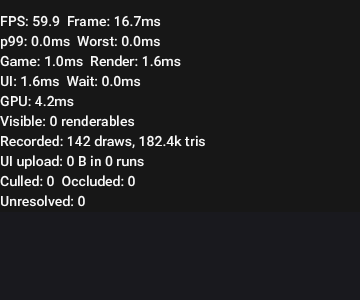 FPS: 59.9 Frame: 16.7ms
p99: 0.0ms Worst: 0.0ms
Game: 1.0ms Render: 1.6ms
UI: 1.6ms Wait: 0.0ms
GPU: 4.2ms
Visible: 0 renderables
Recorded: 142 draws, 182.4k tris
UI upload: 0 B in 0 runs
Culled: 0 Occluded: 0
Unresolved: 0